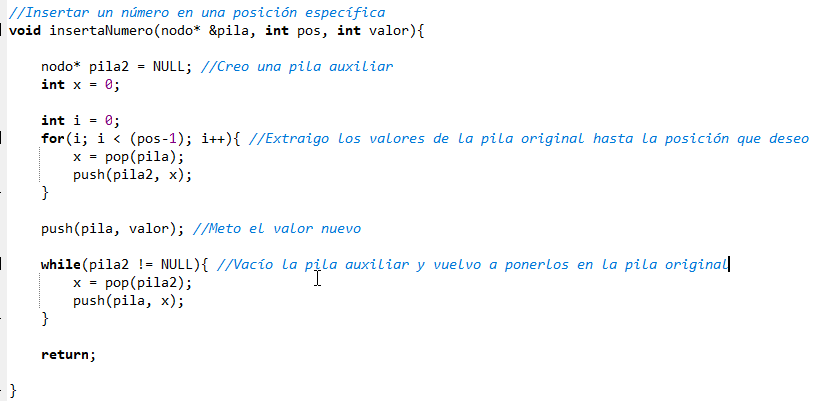 //Insertar un número en una posición específica
void insertaNumero(nodo* &pila, int pos, int valor){
nodo* pila2 = NULL; //Creo una pila auxiliar
int x = 0;
int i = 0;
for(i; i < (pos-1); i++){ //Extraigo los valores de la pila original hasta la posición que deseo
x = pop(pila);
push(pila2, x);
}
push(pila, valor); //Meto el valor nuevo
while(pila2 != NULL){ //Vacío la pila auxiliar y vuelvo a ponerlos en la pila original
x = pop(pila2);
push(pila, x);
}
return;
}